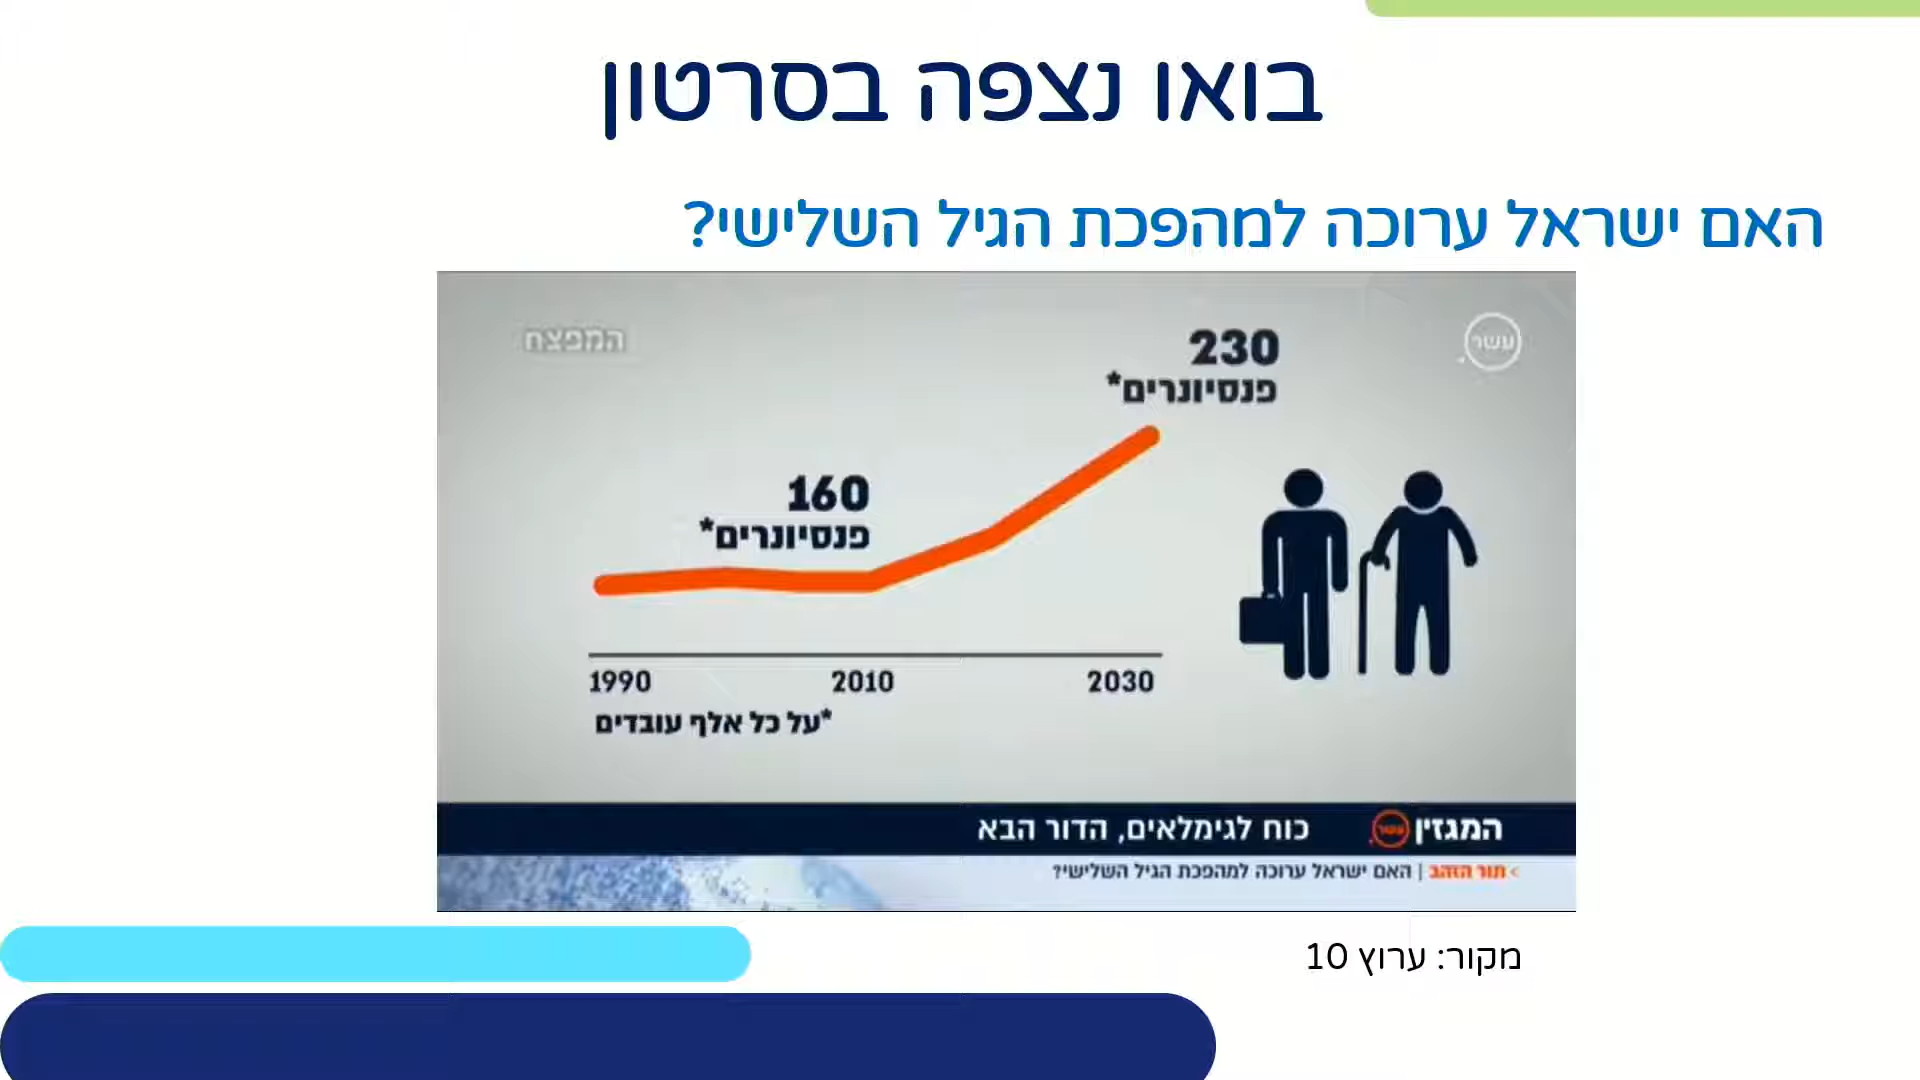 בואו נצפה בסרטון
האם ישראל ערוכה למהפכת הגיל השלישי?
המפצח
עשר
230
פנסיונרים*
160
פנסיונרים*
1990 2010 2030
*על כל אלף עובדים
המגזין עשר כוח לגימלאים, הדור הבא
> תור הזהב | האם ישראל ערוכה למהפכת הגיל השלישי?
מקור: ערוץ 10